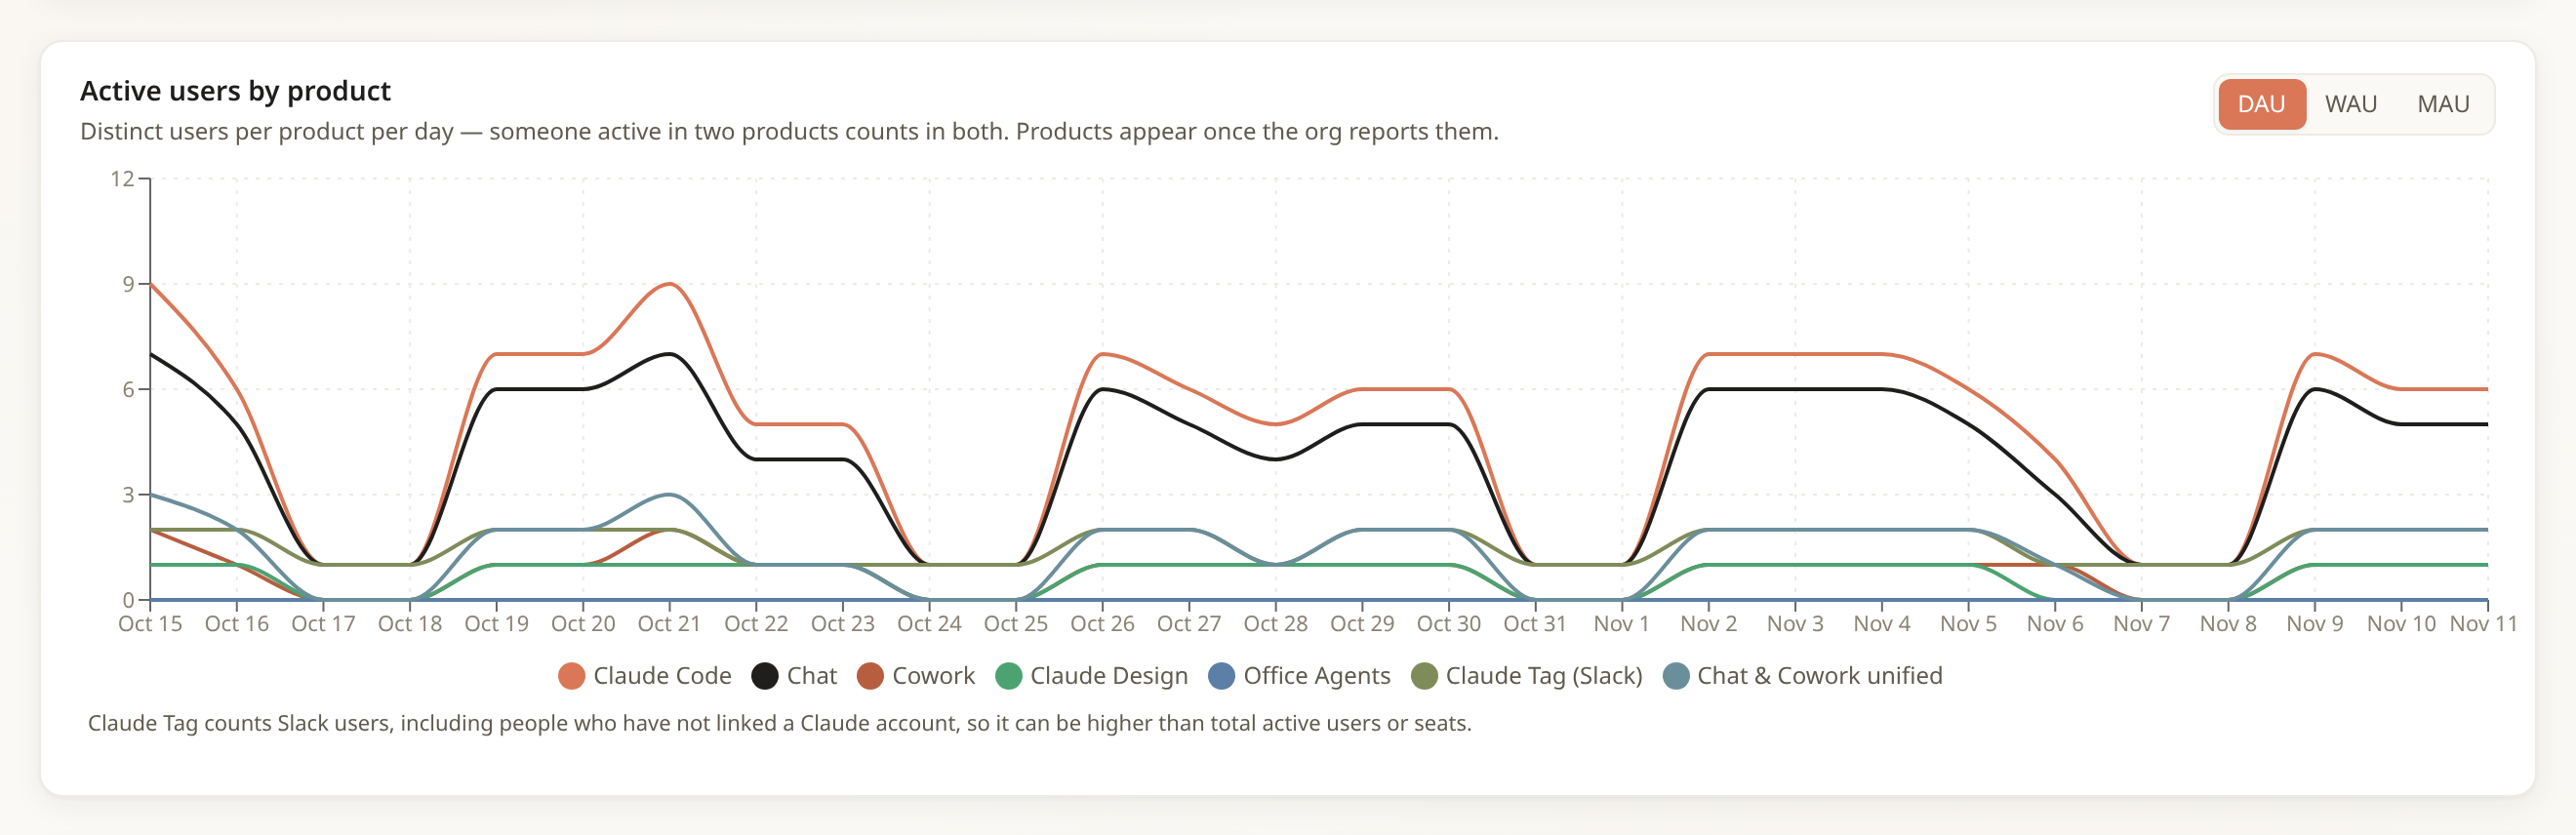 Active users by product
DAU WAU MAU
Distinct users per product per day — someone active in two products counts in both. Products appear once the org reports them.
12
9
6
3
0
Oct 15 Oct 16 Oct 17 Oct 18 Oct 19 Oct 20 Oct 21 Oct 22 Oct 23 Oct 24 Oct 25 Oct 26 Oct 27 Oct 28 Oct 29 Oct 30 Oct 31 Nov 1 Nov 2 Nov 3 Nov 4 Nov 5 Nov 6 Nov 7 Nov 8 Nov 9 Nov 10 Nov 11
Claude Code Chat Cowork Claude Design Office Agents Claude Tag (Slack) Chat & Cowork unified
Claude Tag counts Slack users, including people who have not linked a Claude account, so it can be higher than total active users or seats.